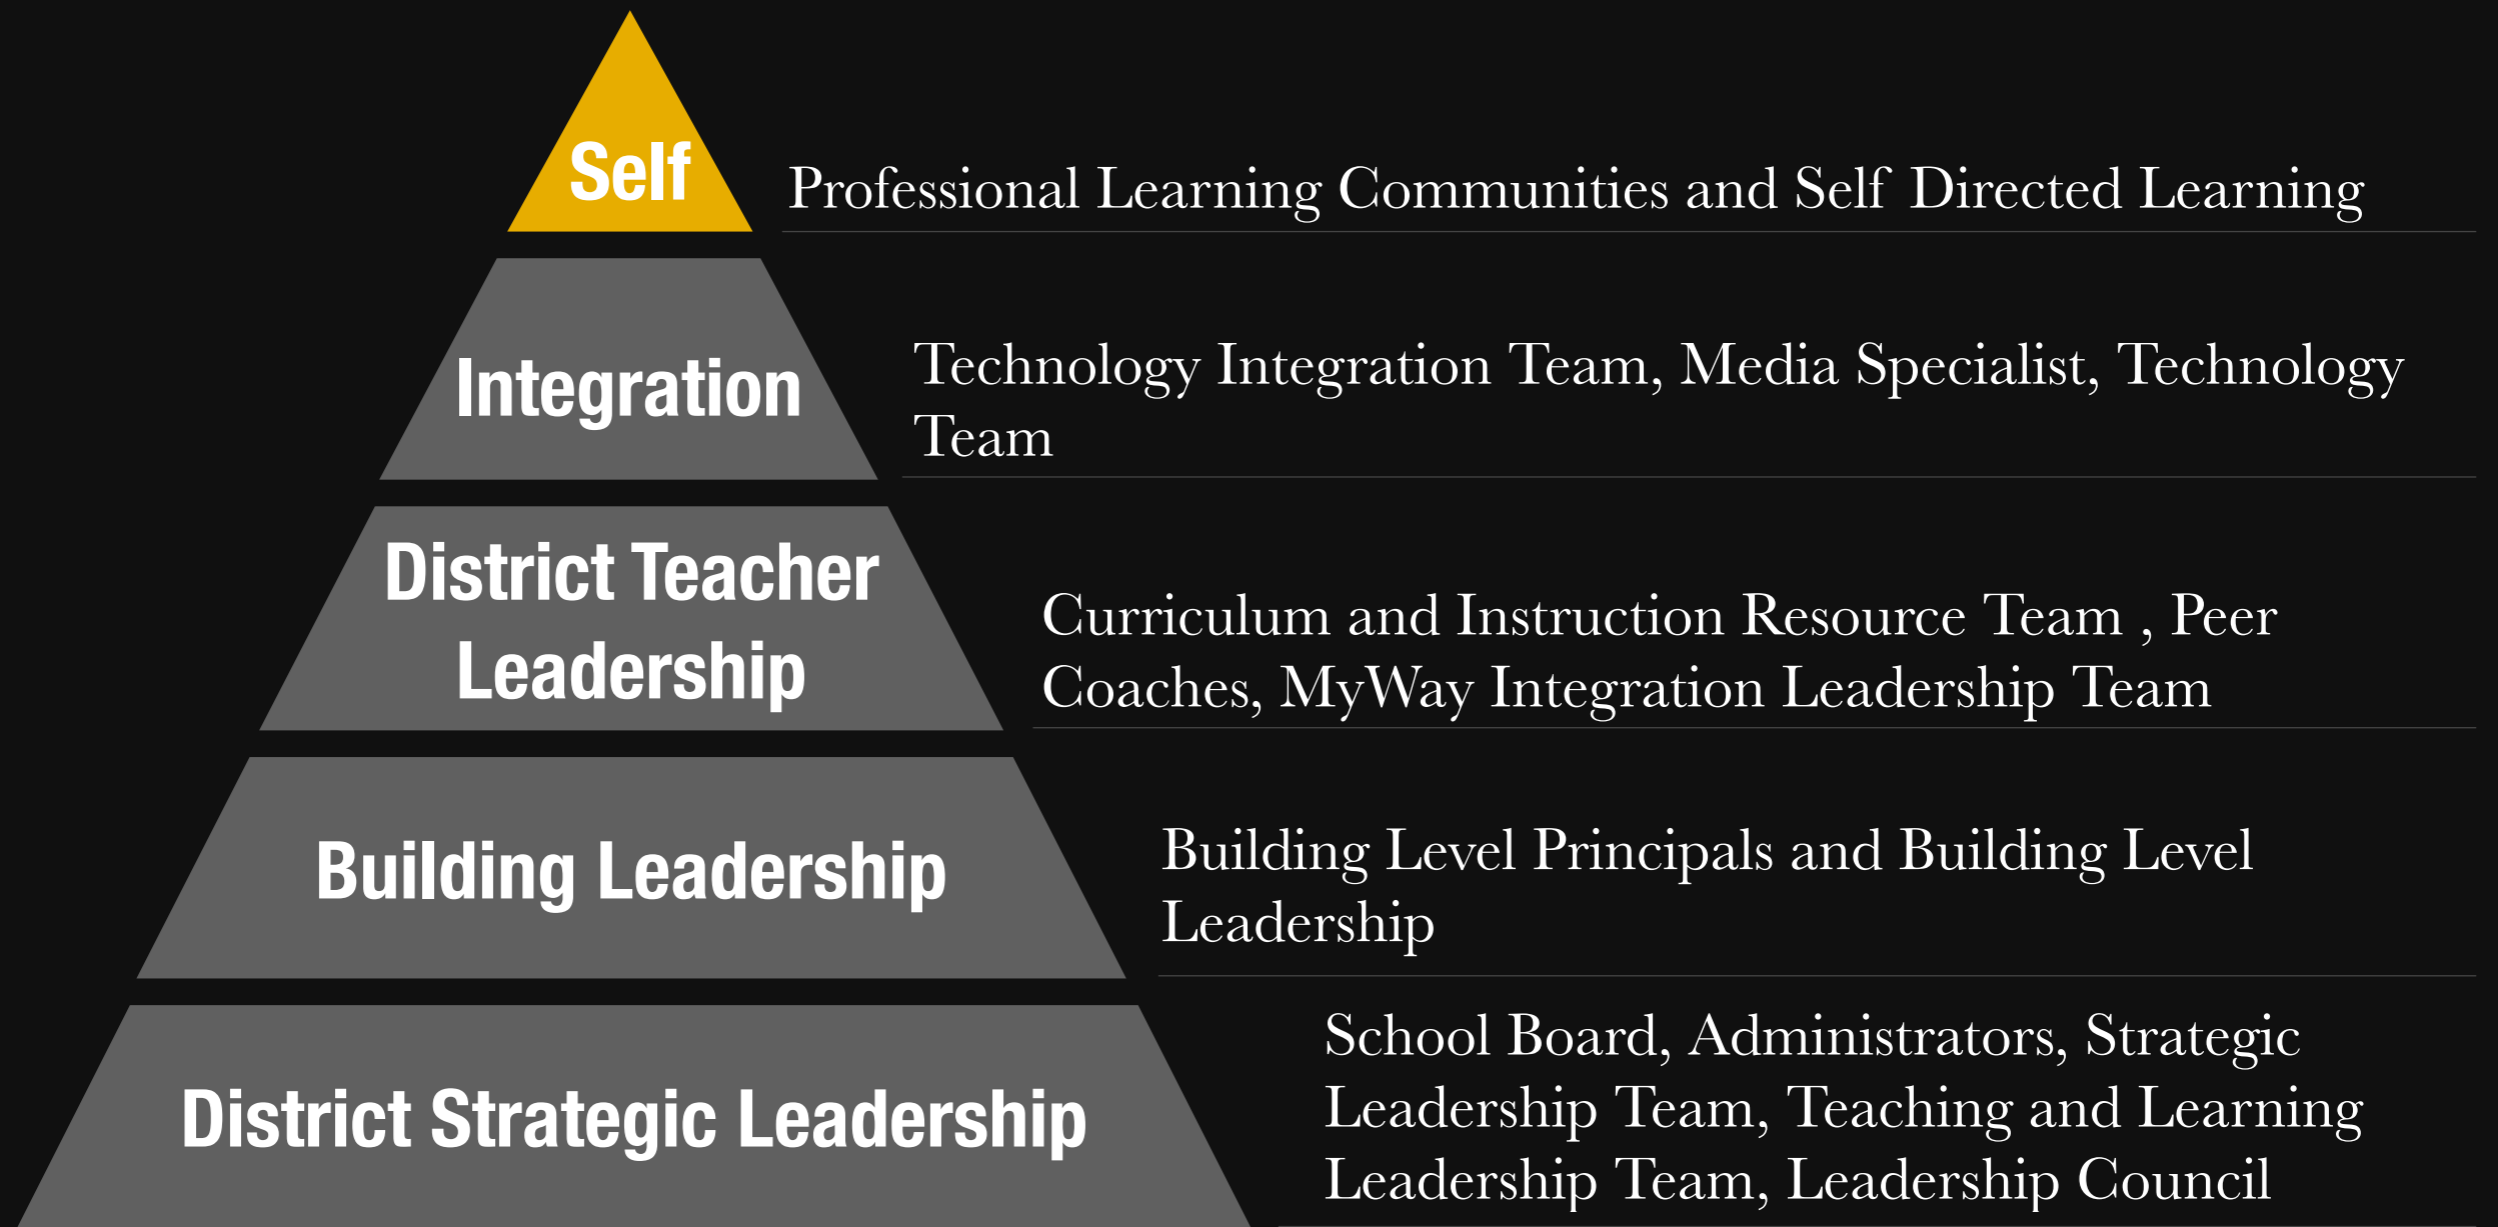 Self
Professional Learning Communities and Self Directed Learning
Integration
Technology Integration Team, Media Specialist, Technology
Team
District Teacher
Leadership
Curriculum and Instruction Resource Team , Peer
Coaches, MyWay Integration Leadership Team
Building Leadership
Building Level Principals and Building Level
Leadership
District Strategic Leadership
School Board, Administrators, Strategic
Leadership Team, Teaching and Learning
Leadership Team, Leadership Council